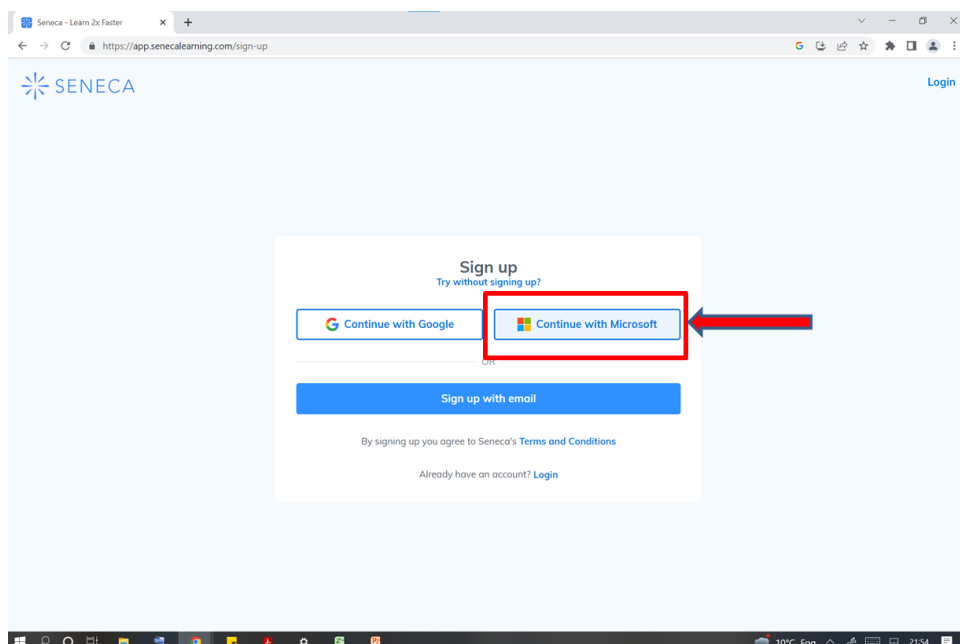 Seneca - Learn 2x Faster
https://app.senecalearning.com/sign-up
SENECA
Login
Sign up
Try without signing up?
Continue with Google
Continue with Microsoft
OR
Sign up with email
By signing up you agree to Seneca's Terms and Conditions
Already have an account? Login
10°C Fog
21:54